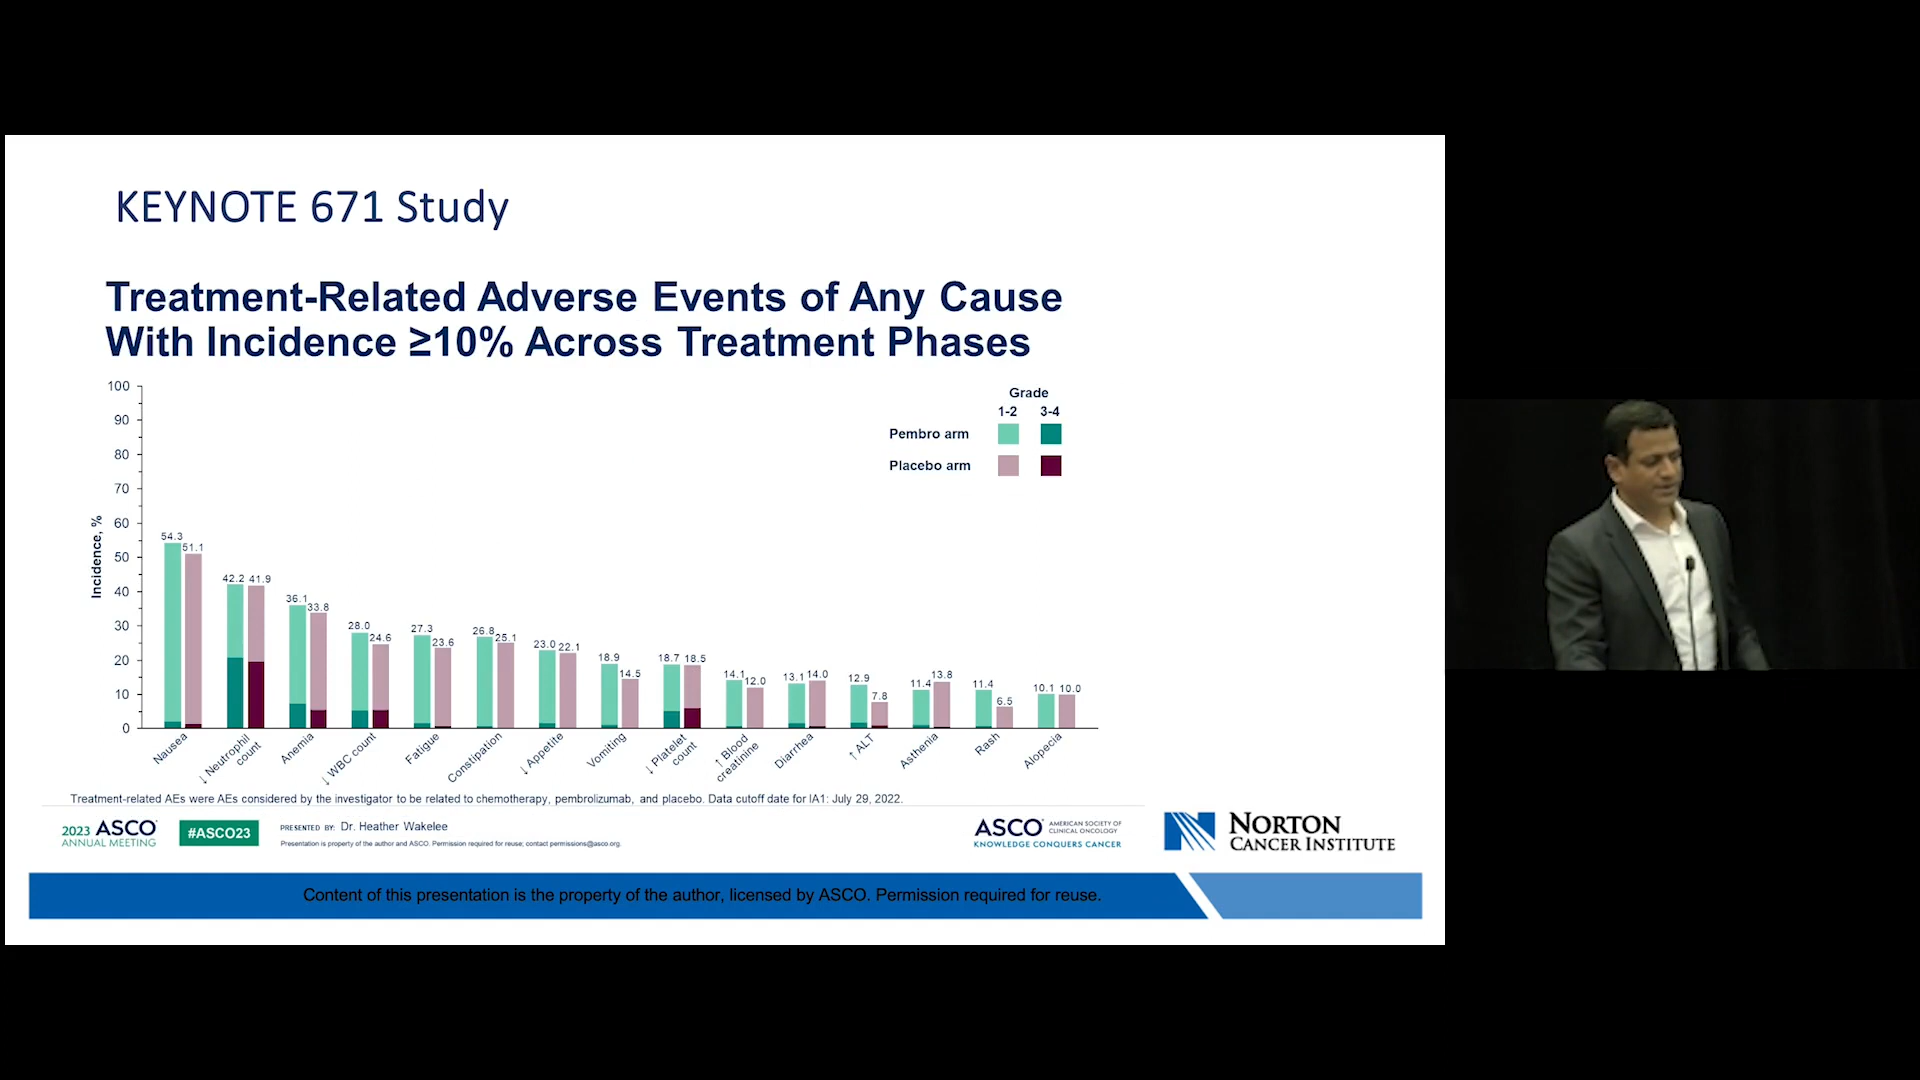 KEYNOTE 671 Study
Treatment-Related Adverse Events of Any Cause
With Incidence ≥10% Across Treatment Phases
Grade
1-2 3-4
Pembro arm
Placebo arm
Incidence, %
100
90
80
70
60
50
40
30
20
10
0
54.3 51.1
42.2 41.9
36.1 33.8
28.0 24.6
27.3 23.6
26.8 25.1
23.0 22.1
18.9 14.5
18.7 18.5
14.1 12.0
13.1 14.0
12.9 7.8
11.4 13.8
11.4 6.5
10.1 10.0
Nausea
↓ Neutrophil
count
Anemia
↓ WBC count
Fatigue
Constipation
↓ Appetite
Vomiting
↓ Platelet
count
↑ Blood
creatinine
Diarrhea
↑ ALT
Asthenia
Rash
Alopecia
Treatment-related AEs were AEs considered by the investigator to be related to chemotherapy, pembrolizumab, and placebo. Data cutoff date for IA1: July 29, 2022.
2023 ASCO
ANNUAL MEETING
#ASCO23
PRESENTED BY: Dr. Heather Wakelee
Presentation is property of the author and ASCO. Permission required for reuse; contact permissions@asco.org.
ASCO AMERICAN SOCIETY OF
CLINICAL ONCOLOGY
KNOWLEDGE CONQUERS CANCER
NORTON
CANCER INSTITUTE
Content of this presentation is the property of the author, licensed by ASCO. Permission required for reuse.